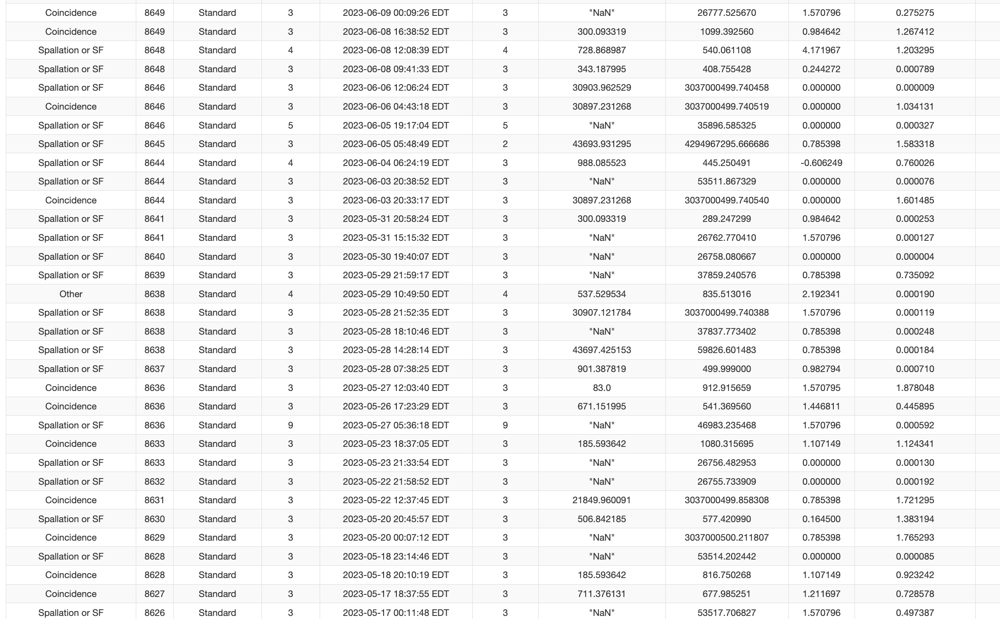 Coincidence 8649 Standard 3 2023-06-09 00:09:26 EDT 3 "NaN" 26777.525670 1.570796 0.275275
Coincidence 8649 Standard 3 2023-06-08 16:38:52 EDT 3 300.093319 1099.392560 0.984642 1.267412
Spallation or SF 8648 Standard 4 2023-06-08 12:08:39 EDT 4 728.868987 540.061108 4.171967 1.203295
Spallation or SF 8648 Standard 3 2023-06-08 09:41:33 EDT 3 343.187995 408.755428 0.244272 0.000789
Spallation or SF 8646 Standard 3 2023-06-06 12:06:24 EDT 3 30903.962529 3037000499.740458 0.000000 0.000009
Coincidence 8646 Standard 3 2023-06-06 04:43:18 EDT 3 30897.231268 3037000499.740519 0.000000 1.034131
Spallation or SF 8646 Standard 5 2023-06-05 19:17:04 EDT 5 "NaN" 35896.585325 0.000000 0.000327
Spallation or SF 8645 Standard 3 2023-06-05 05:48:49 EDT 2 43693.931295 4294967295.666686 0.785398 1.583318
Spallation or SF 8644 Standard 4 2023-06-04 06:24:19 EDT 3 988.085523 445.250491 -0.606249 0.760026
Spallation or SF 8644 Standard 3 2023-06-03 20:38:52 EDT 3 "NaN" 53511.867329 0.000000 0.000076
Coincidence 8644 Standard 3 2023-06-03 20:33:17 EDT 3 30897.231268 3037000499.740540 0.000000 1.601485
Spallation or SF 8641 Standard 3 2023-05-31 20:58:24 EDT 3 300.093319 289.247299 0.984642 0.000253
Spallation or SF 8641 Standard 3 2023-05-31 15:15:32 EDT 3 "NaN" 26762.770410 1.570796 0.000127
Spallation or SF 8640 Standard 3 2023-05-30 19:40:07 EDT 3 "NaN" 26758.080667 0.000000 0.000004
Spallation or SF 8639 Standard 3 2023-05-29 21:59:17 EDT 3 "NaN" 37859.240576 0.785398 0.735092
Other 8638 Standard 4 2023-05-29 10:49:50 EDT 4 537.529534 835.513016 2.192341 0.000190
Spallation or SF 8638 Standard 3 2023-05-28 21:52:35 EDT 3 30907.121784 3037000499.740388 1.570796 0.000119
Spallation or SF 8638 Standard 3 2023-05-28 18:10:46 EDT 3 "NaN" 37837.773402 0.785398 0.000248
Spallation or SF 8638 Standard 3 2023-05-28 14:28:14 EDT 3 43697.425153 59826.601483 0.785398 0.000184
Spallation or SF 8637 Standard 3 2023-05-28 07:38:25 EDT 3 901.387819 499.999000 0.982794 0.000710
Coincidence 8636 Standard 3 2023-05-27 12:03:40 EDT 3 83.0 912.915659 1.570795 1.878048
Coincidence 8636 Standard 3 2023-05-26 17:23:29 EDT 3 671.151995 541.369560 1.446811 0.445895
Spallation or SF 8636 Standard 9 2023-05-27 05:36:18 EDT 9 "NaN" 46983.235468 1.570796 0.000592
Coincidence 8633 Standard 3 2023-05-23 18:37:05 EDT 3 185.593642 1080.315695 1.107149 1.124341
Spallation or SF 8633 Standard 3 2023-05-23 21:33:54 EDT 3 "NaN" 26756.482953 0.000000 0.000130
Spallation or SF 8632 Standard 3 2023-05-22 21:58:52 EDT 3 "NaN" 26755.733909 0.000000 0.000192
Coincidence 8631 Standard 3 2023-05-22 12:37:45 EDT 3 21849.960091 3037000499.858308 0.785398 1.721295
Spallation or SF 8630 Standard 3 2023-05-20 20:45:57 EDT 3 506.842185 577.420990 0.164500 1.383194
Coincidence 8629 Standard 3 2023-05-20 00:07:12 EDT 3 "NaN" 3037000500.211807 0.785398 1.765293
Spallation or SF 8628 Standard 3 2023-05-18 23:14:46 EDT 3 "NaN" 53514.202442 0.000000 0.000085
Coincidence 8628 Standard 3 2023-05-18 20:10:19 EDT 3 185.593642 816.750268 1.107149 0.923242
Coincidence 8627 Standard 3 2023-05-17 18:37:55 EDT 3 711.376131 677.985251 1.211697 0.728578
Spallation or SF 8626 Standard 3 2023-05-17 00:11:48 EDT 3 "NaN" 53517.706827 1.570796 0.497387